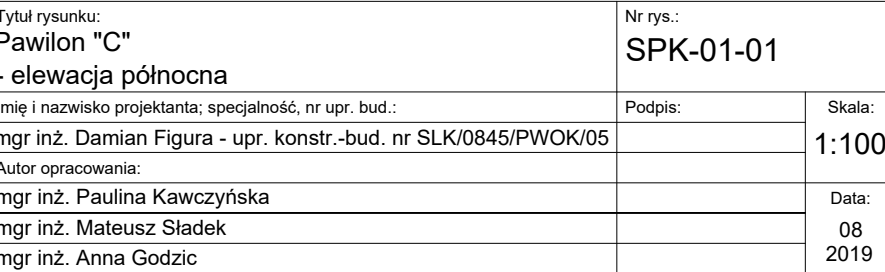 Tytuł rysunku:
Nr rys.:
Pawilon "C"
SPK-01-01
- elewacja północna
Imię i nazwisko projektanta; specjalność, nr upr. bud.:
Podpis:
Skala:
mgr inż. Damian Figura - upr. konstr.-bud. nr SLK/0845/PWOK/05
1:100
Autor opracowania:
mgr inż. Paulina Kawczyńska
Data:
mgr inż. Mateusz Sładek
08
mgr inż. Anna Godzic
2019